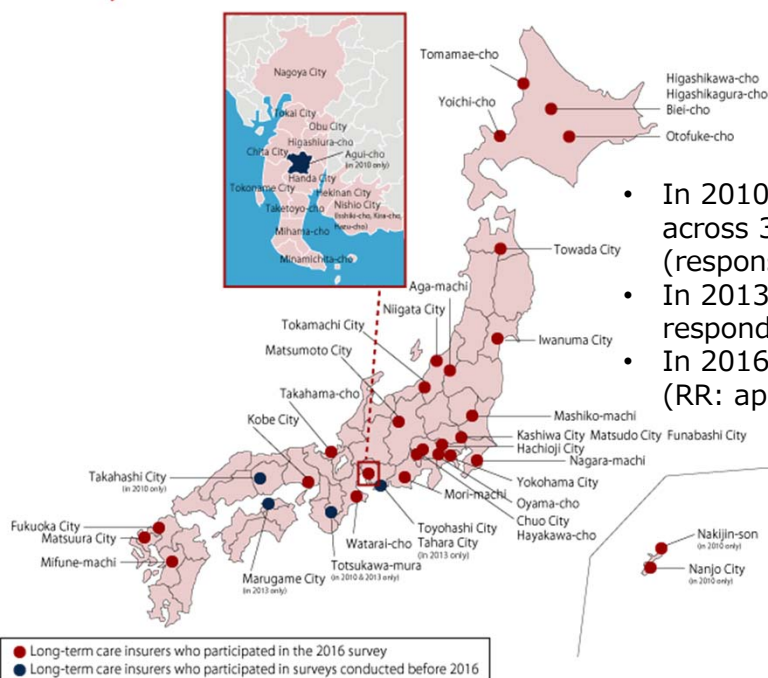 Nagoya City
Tokai City
Obu City
Higashiura-cho
Chita City
Agui-cho
(in 2010 only)
Handa City
Tokoname City
Hekinan City
Nishio City
Taketoyo-cho
Mihama-cho
Minamichita-cho
Tomamae-cho
Yoichi-cho
Higashikawa-cho
Higashikagura-cho
Biei-cho
Otofuke-cho
• In 2010
across 3
(respons
• In 2013
respond
• In 2016
(RR: ap
Towada City
Aga-machi
Niigata City
Tokamachi City
Iwanuma City
Matsumoto City
Takahama-cho
Kobe City
Mashiko-machi
Kashiwa City Matsudo City Funabashi City
Hachioji City
Nagara-machi
Takahashi City
(in 2010 only)
Yokohama City
Mori-machi
Oyama-cho
Chuo City
Hayakawa-cho
Fukuoka City
Matsuura City
Mifune-machi
Toyohashi City
Tahara City
(in 2013 only)
Watarai-cho
Totsukawa-mura
(in 2010 & 2013 only)
Marugame City
(in 2013 only)
Nakijin-son
(in 2010 only)
Nanjo City
(in 2010 only)
Long-term care insurers who participated in the 2016 survey
Long-term care insurers who participated in surveys conducted before 2016